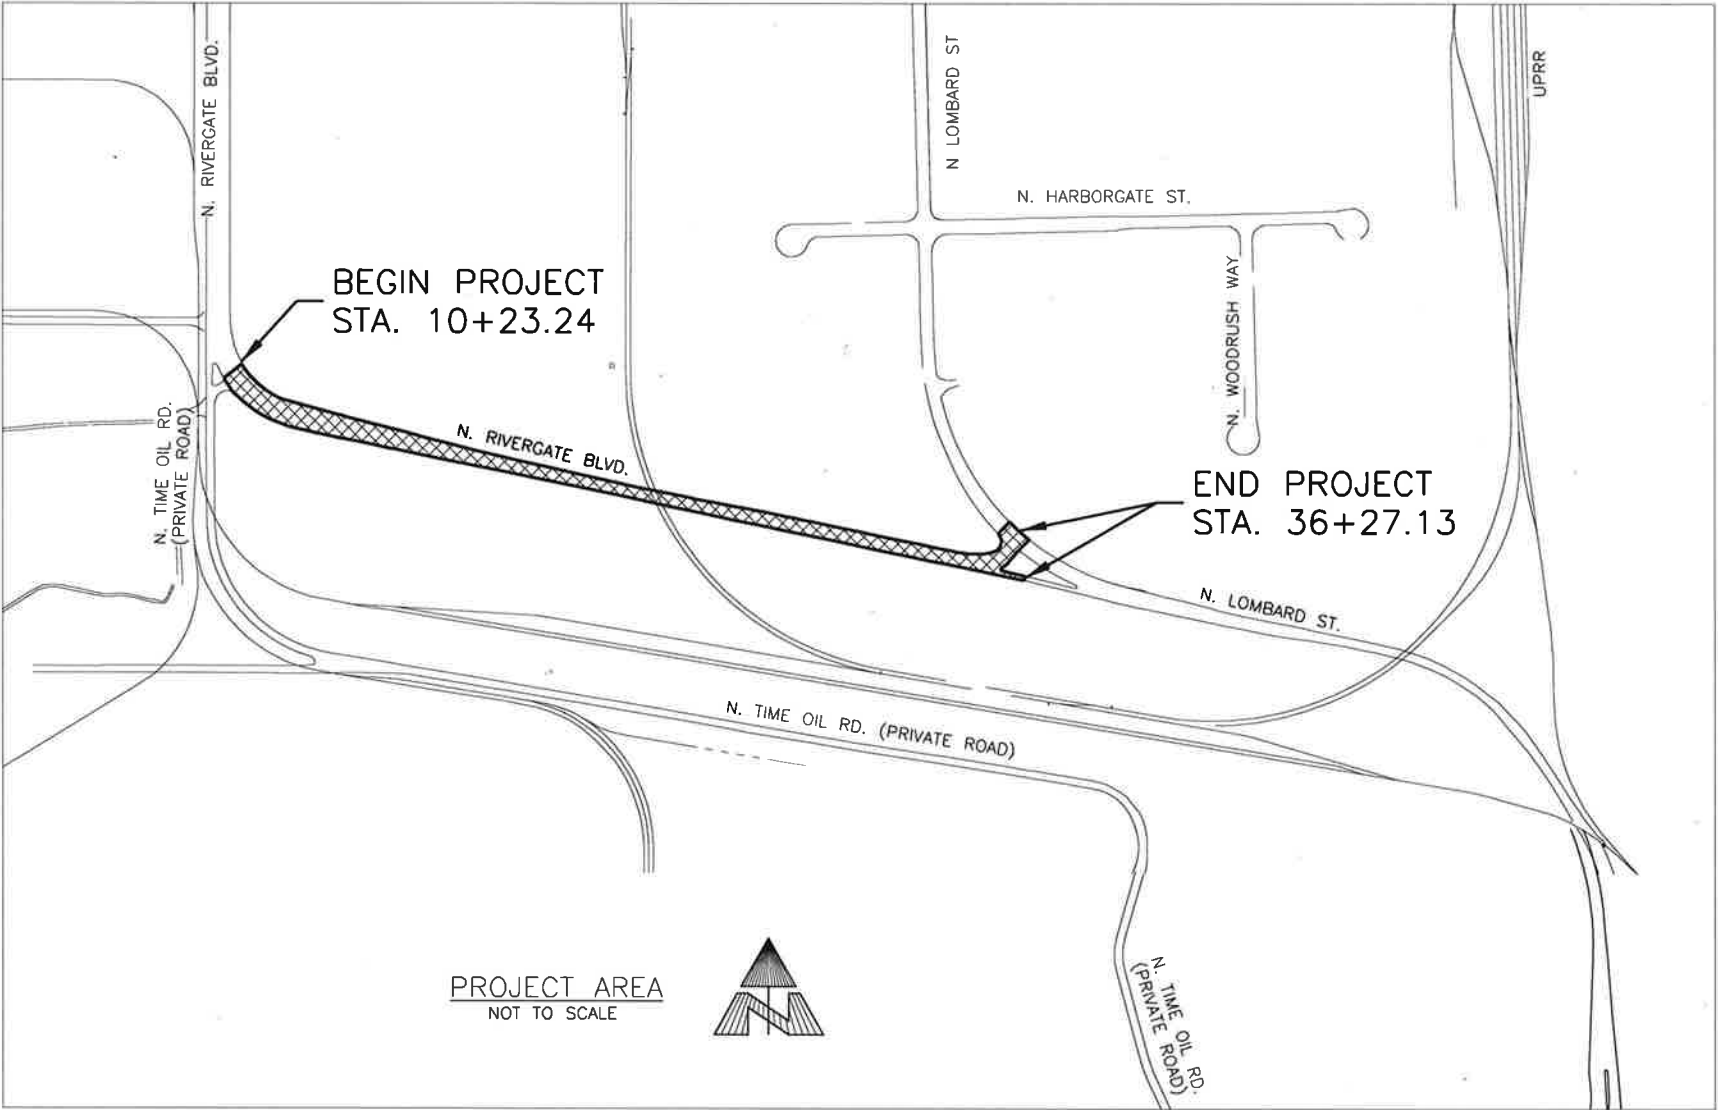 N. RIVERGATE BLVD.
N LOMBARD ST
UPRR
N. HARBORGATE ST.
BEGIN PROJECT
STA. 10+23.24
N. WOODRUSH WAY
N. TIME OIL RD.
(PRIVATE ROAD)
N. RIVERGATE BLVD.
END PROJECT
STA. 36+27.13
N. LOMBARD ST.
N. TIME OIL RD. (PRIVATE ROAD)
PROJECT AREA
NOT TO SCALE
N
N. TIME OIL RD.
(PRIVATE ROAD)